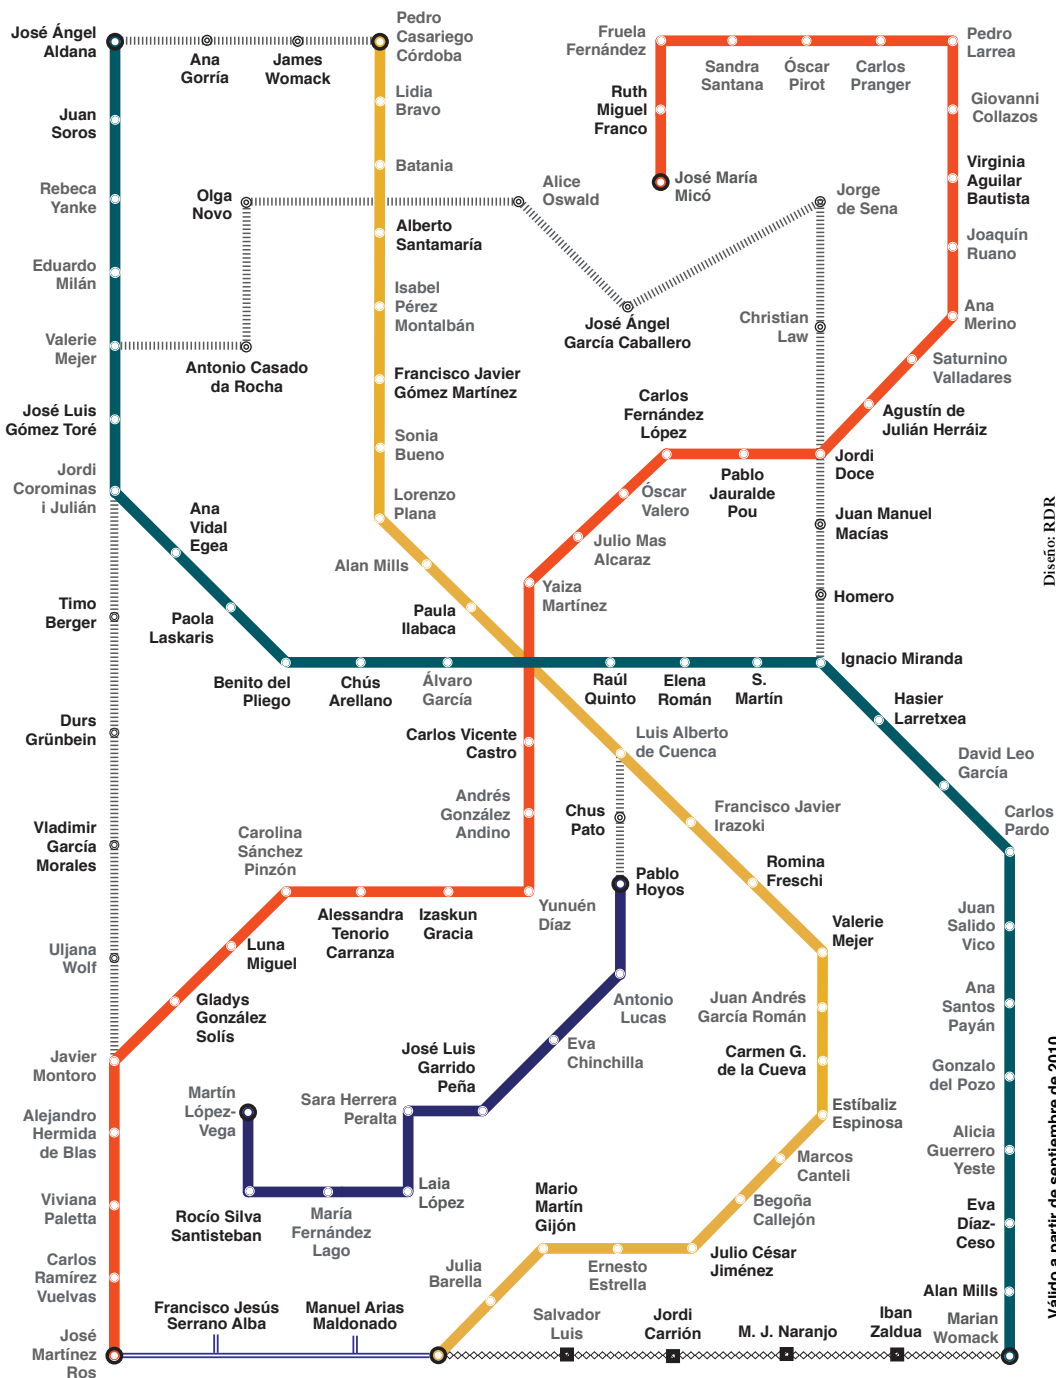 José Ángel
Aldana
Ana
Gorría
James
Womack
Pedro
Casariego
Córdoba
Fruela
Fernández
Sandra
Santana
Óscar
Pirot
Carlos
Pranger
Pedro
Larrea
Juan
Soros
Lidia
Bravo
Ruth
Miguel
Franco
Giovanni
Collazos
Rebeca
Yanke
Olga
Novo
Batania
Alice
Oswald
José María
Micó
Jorge
de Sena
Virginia
Aguilar
Bautista
Alberto
Santamaría
Joaquín
Ruano
Eduardo
Milán
Isabel
Pérez
Montalbán
José Ángel
García Caballero
Christian
Law
Ana
Merino
Valerie
Mejer
Antonio Casado
da Rocha
Francisco Javier
Gómez Martínez
Saturnino
Valladares
José Luis
Gómez Toré
Carlos
Fernández
López
Agustín de
Julián Herráiz
Sonia
Bueno
Jordi
Corominas
i Julián
Lorenzo
Plana
Óscar
Valero
Pablo
Jauralde
Pou
Jordi
Doce
Ana
Vidal
Egea
Julio Mas
Alcaraz
Juan Manuel
Macías
Diseño: RDR
Alan Mills
Yaiza
Martínez
Homero
Timo
Berger
Paola
Laskaris
Paula
Ilabaca
Benito del
Pliego
Chús
Arellano
Álvaro
García
Raúl
Quinto
Elena
Román
S.
Martín
Ignacio Miranda
Hasier
Larretxea
Durs
Grünbein
Carlos Vicente
Castro
Luis Alberto
de Cuenca
David Leo
García
Andrés
González
Andino
Chus
Pato
Francisco Javier
Irazoki
Carlos
Pardo
Vladimir
García
Morales
Carolina
Sánchez
Pinzón
Pablo
Hoyos
Romina
Freschi
Alessandra
Tenorio
Carranza
Izaskun
Gracia
Yunuén
Díaz
Valerie
Mejer
Juan
Salido
Vico
Uljana
Wolf
Luna
Miguel
Gladys
González
Solís
Antonio
Lucas
Juan Andrés
García Román
Ana
Santos
Payán
Javier
Montoro
José Luis
Garrido
Peña
Eva
Chinchilla
Carmen G.
de la Cueva
Gonzalo
del Pozo
Martín
López-
Vega
Sara Herrera
Peralta
Estíbaliz
Espinosa
Alejandro
Hermida
de Blas
Marcos
Canteli
Alicia
Guerrero
Yeste
Viviana
Paletta
Rocío Silva
Santisteban
María
Fernández
Lago
Laia
López
Mario
Martín
Gijón
Begoña
Callejón
Eva
Díaz-
Ceso
Carlos
Ramírez
Vuelvas
Julia
Barella
Ernesto
Estrella
Julio César
Jiménez
Alan Mills
Francisco Jesús
Serrano Alba
Manuel Arias
Maldonado
Salvador
Luis
Jordi
Carrión
M. J. Naranjo
Iban
Zaldua
Marian
Womack
José
Martínez
Ros
Válido a partir de septiembre de 2010